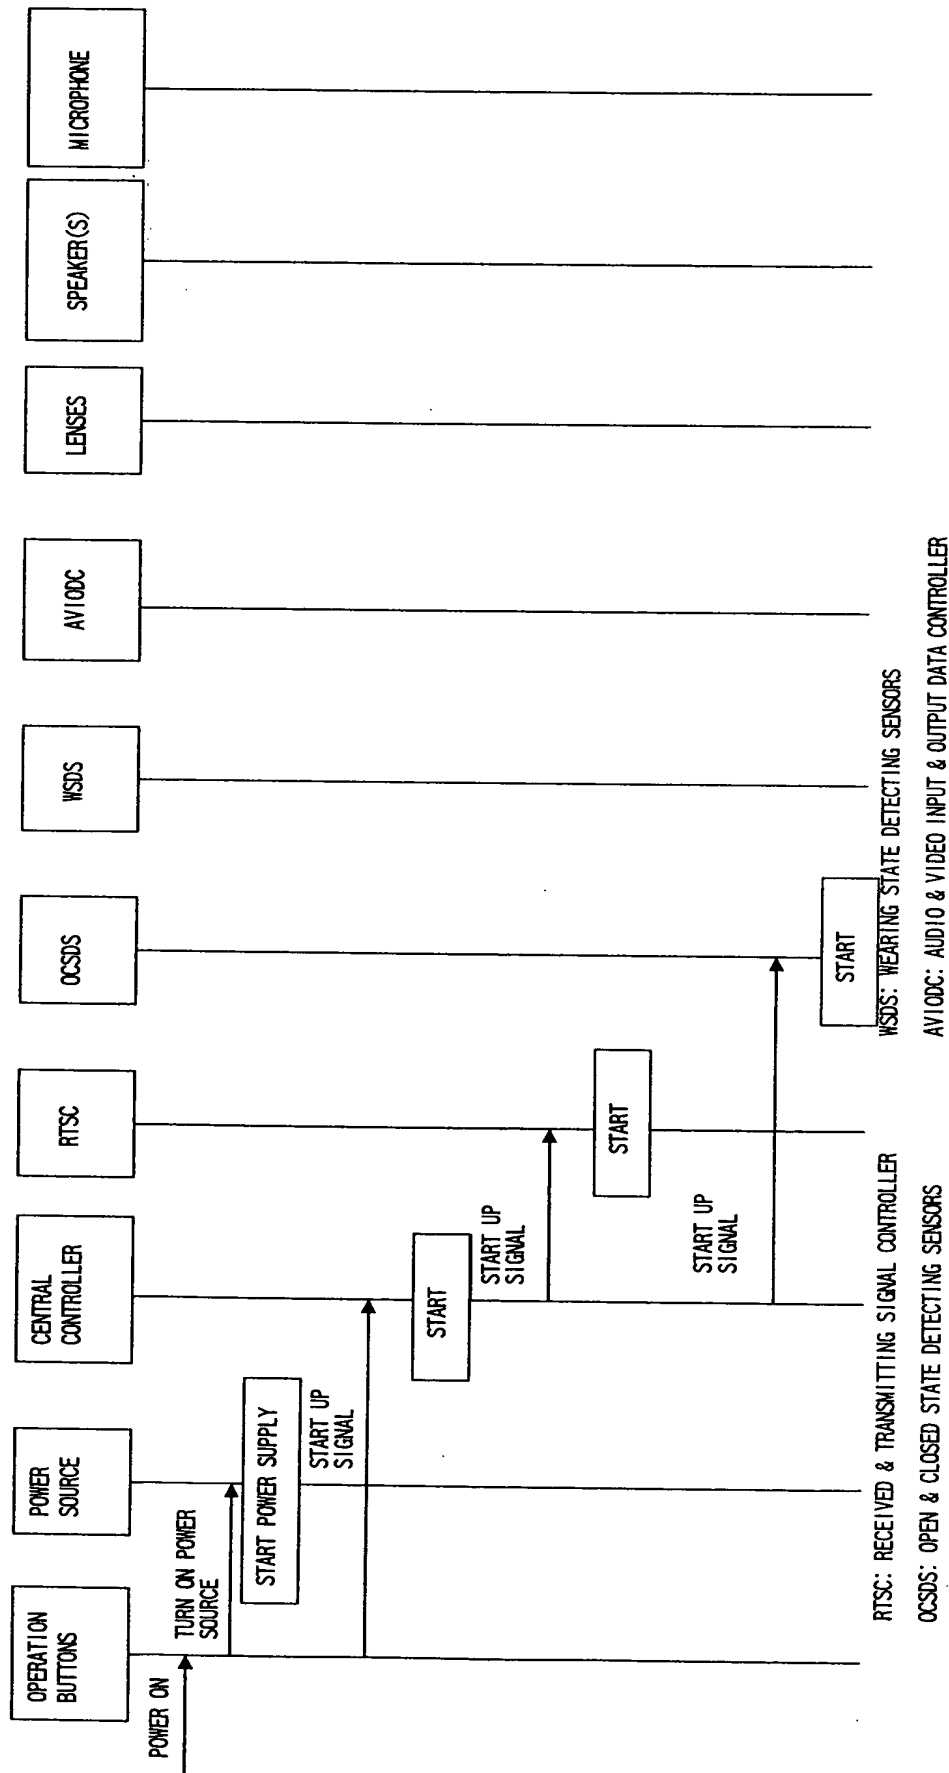 OPERATION
BUTTONS
POWER
SOURCE
CENTRAL
CONTROLLER
RTSC
OCSDS
WSDS
AVIODC
LENSES
SPEAKER(S)
MICROPHONE
POWER ON
TURN ON POWER
SOURCE
START POWER SUPPLY
START UP
SIGNAL
START
START UP
SIGNAL
START
START UP
SIGNAL
START
RTSC: RECEIVED & TRANSMITTING SIGNAL CONTROLLER
WSDS: WEARING STATE DETECTING SENSORS
OCSDS: OPEN & CLOSED STATE DETECTING SENSORS
AVIODC: AUDIO & VIDEO INPUT & OUTPUT DATA CONTROLLER